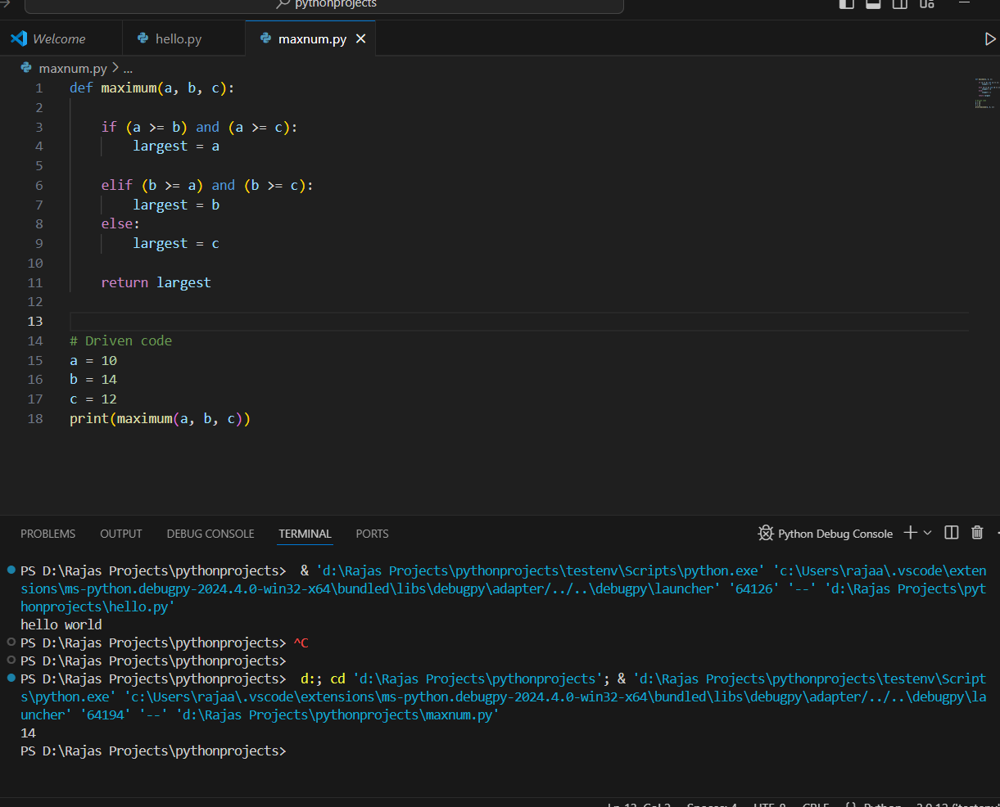 pythonprojects
Welcome
hello.py
maxnum.py
maxnum.py > ...
1 def maximum(a, b, c):
2
3 if (a >= b) and (a >= c):
4 largest = a
5
6 elif (b >= a) and (b >= c):
7 largest = b
8 else:
9 largest = c
10
11 return largest
12
13
14 # Driven code
15 a = 10
16 b = 14
17 c = 12
18 print(maximum(a, b, c))
PROBLEMS OUTPUT DEBUG CONSOLE TERMINAL PORTS Python Debug Console
PS D:\Rajas Projects\pythonprojects> & 'd:\Rajas Projects\pythonprojects\testenv\Scripts\python.exe' 'c:\Users\rajaa\.vscode\exten
sions\ms-python.debugpy-2024.4.0-win32-x64\bundled\libs\debugpy\adapter/../..\debugpy\launcher' '64126' '--' 'd:\Rajas Projects\pyt
honprojects\hello.py'
hello world
PS D:\Rajas Projects\pythonprojects> ^C
PS D:\Rajas Projects\pythonprojects>
PS D:\Rajas Projects\pythonprojects> d:; cd 'd:\Rajas Projects\pythonprojects'; & 'd:\Rajas Projects\pythonprojects\testenv\Script
s\python.exe' 'c:\Users\rajaa\.vscode\extensions\ms-python.debugpy-2024.4.0-win32-x64\bundled\libs\debugpy\adapter/../..\debugpy\la
uncher' '64194' '--' 'd:\Rajas Projects\pythonprojects\maxnum.py'
14
PS D:\Rajas Projects\pythonprojects>